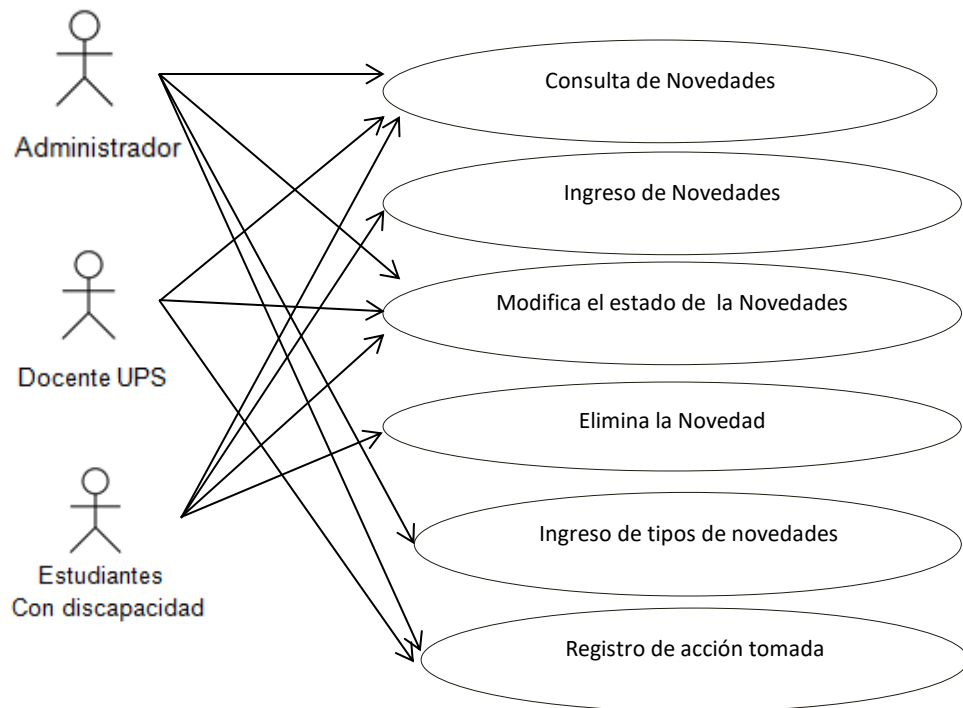 Administrador
Docente UPS
Estudiantes
Con discapacidad
Consulta de Novedades
Ingreso de Novedades
Modifica el estado de la Novedades
Elimina la Novedad
Ingreso de tipos de novedades
Registro de acción tomada